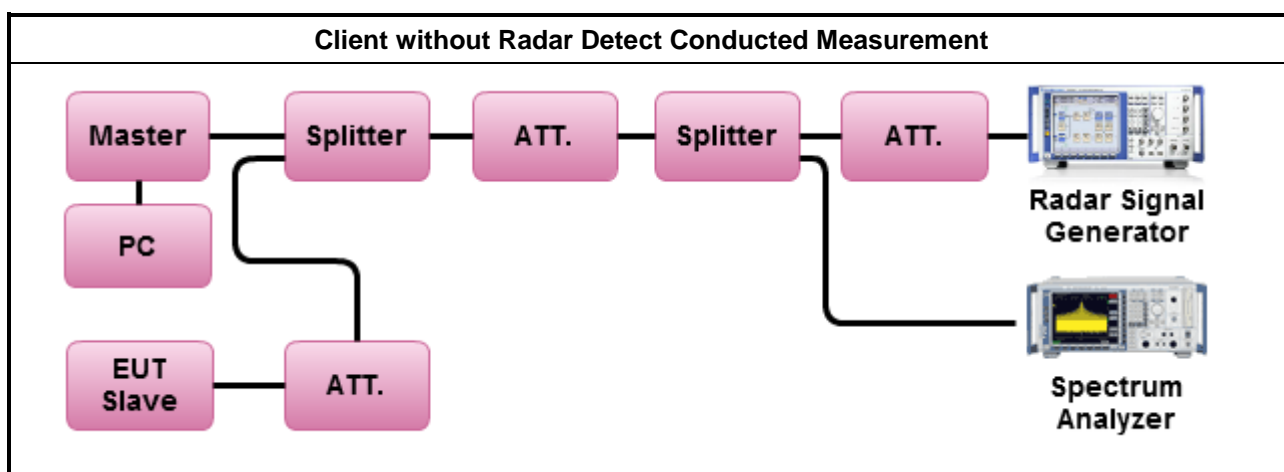 Client without Radar Detect Conducted Measurement
Master
Splitter
ATT.
Splitter
ATT.
Radar Signal
Generator
PC
EUT
Slave
ATT.
Spectrum
Analyzer